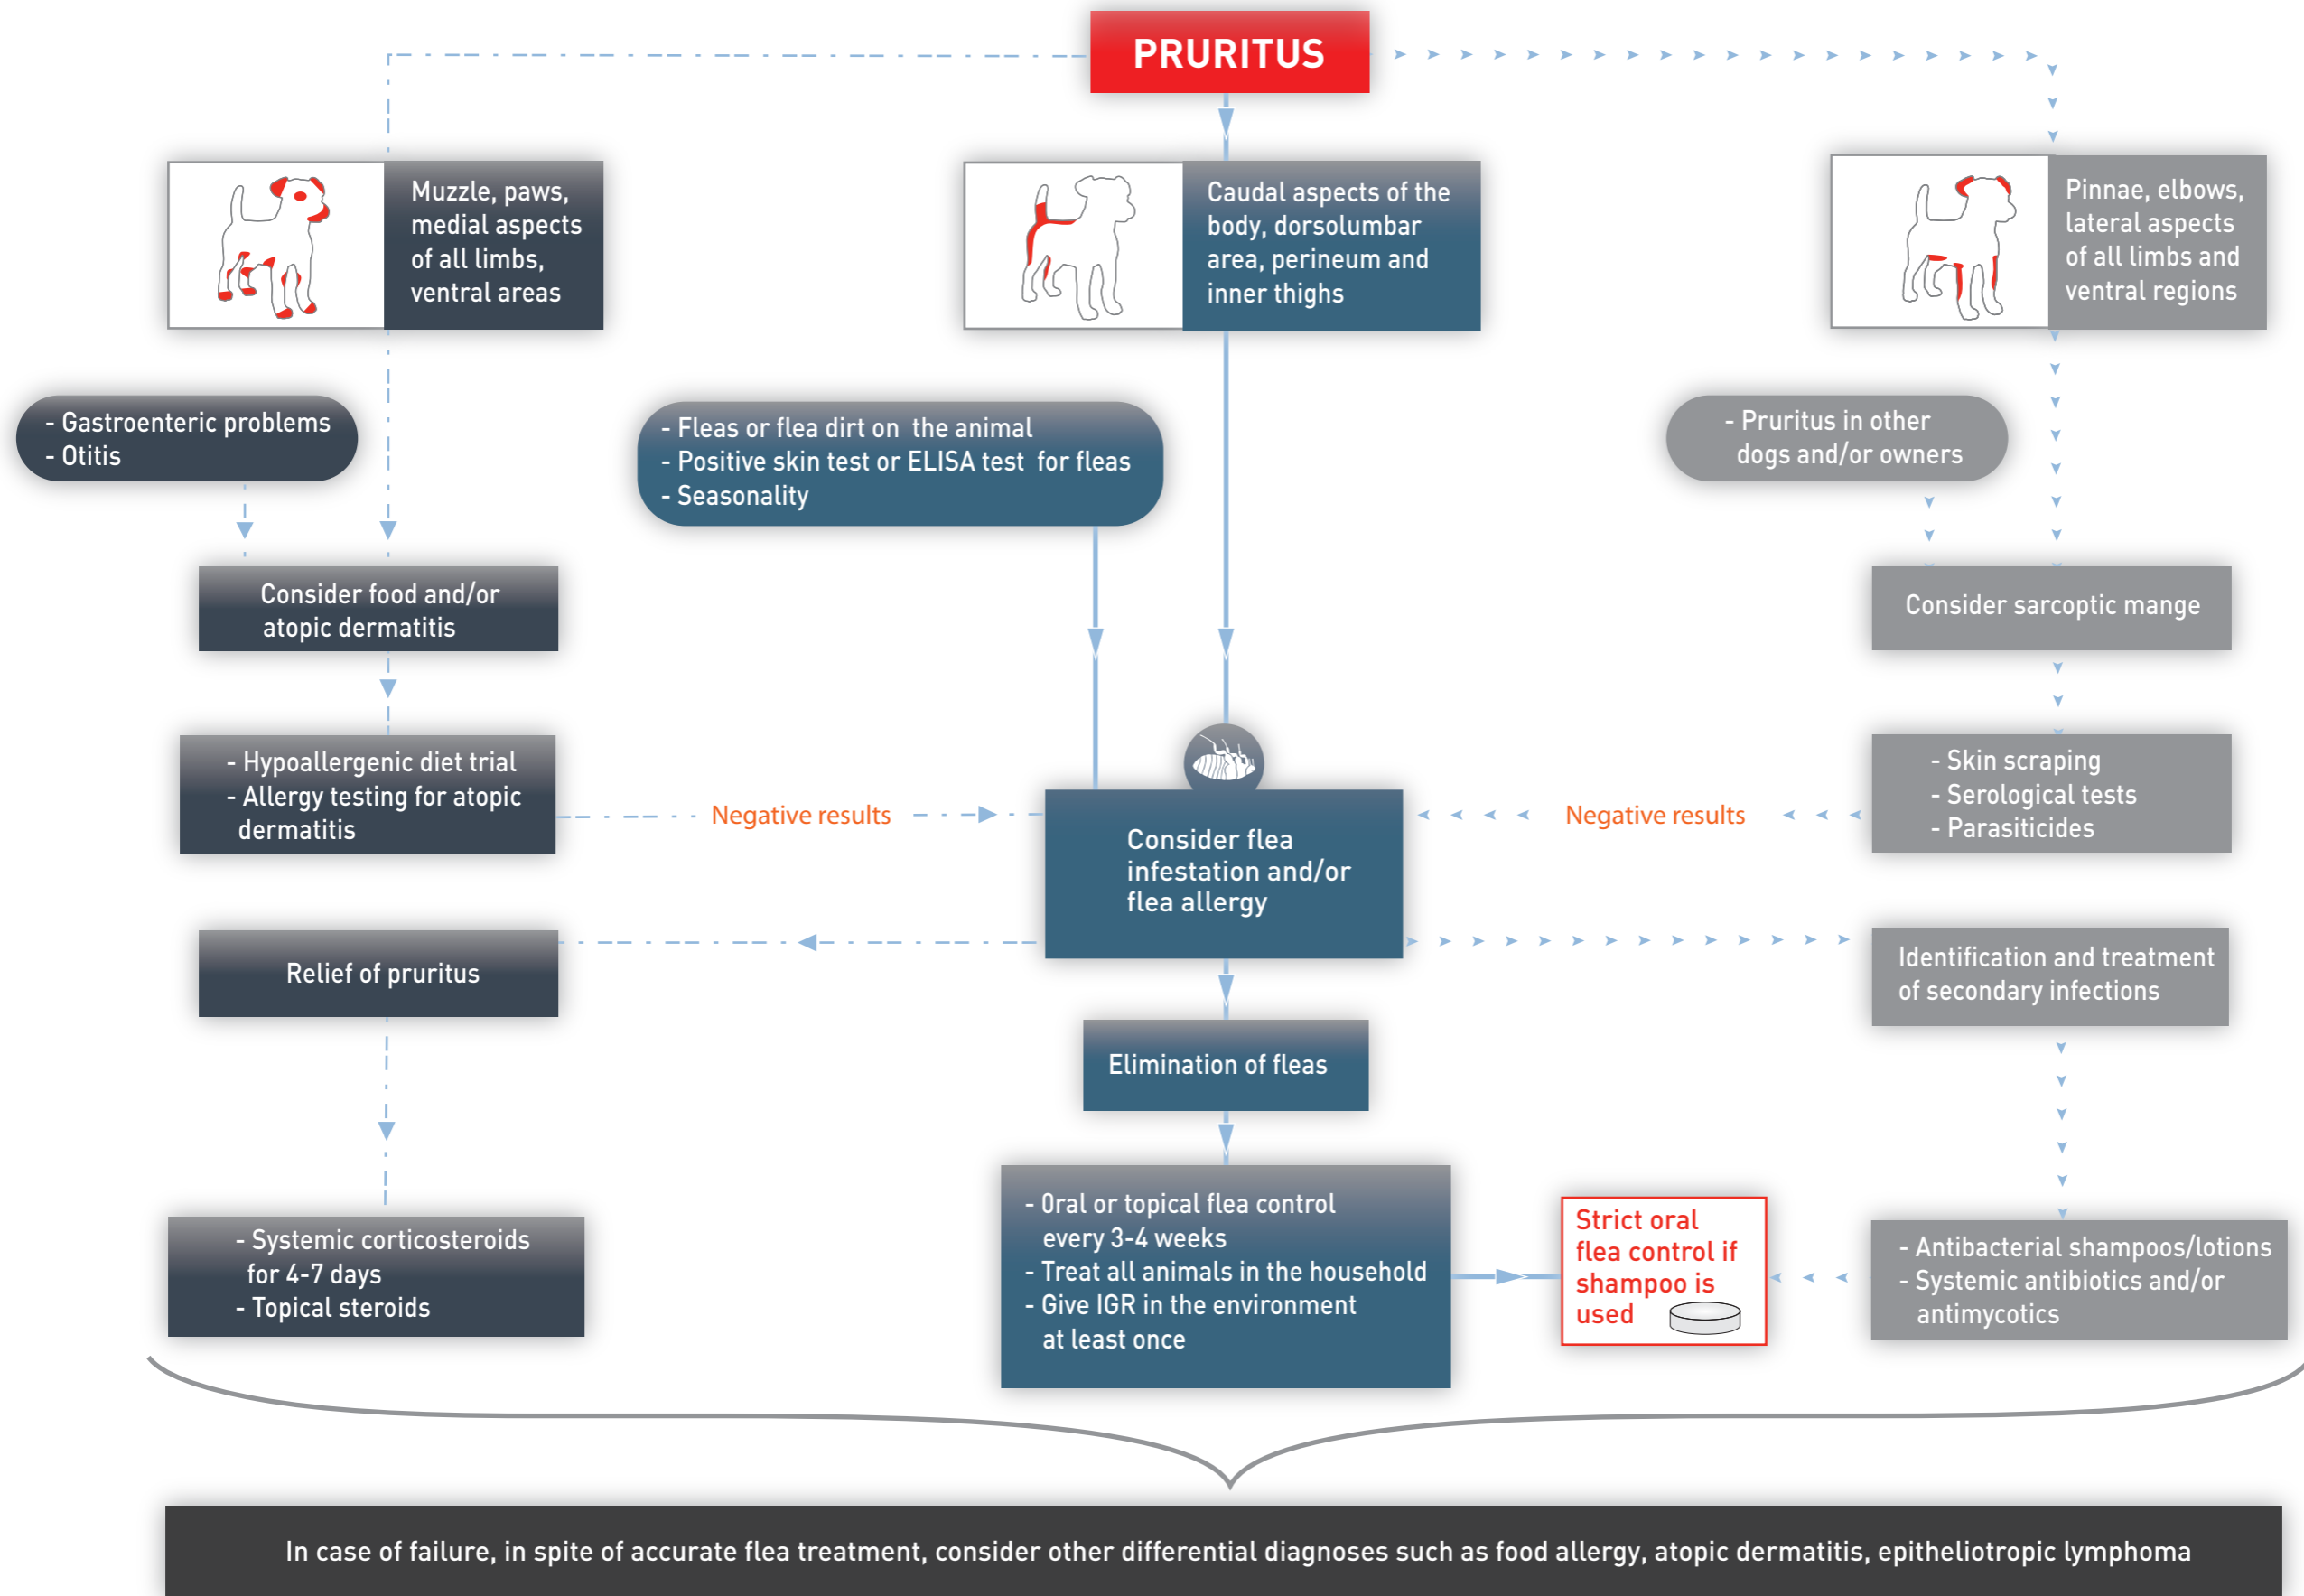 PRURITUS
Muzzle, paws,
medial aspects
of all limbs,
ventral areas
Caudal aspects of the
body, dorsolumbar
area, perineum and
inner thighs
Pinnae, elbows,
lateral aspects
of all limbs and
ventral regions
- Gastroenteric problems
- Otitis
- Fleas or flea dirt on the animal
- Positive skin test or ELISA test for fleas
- Seasonality
- Pruritus in other
dogs and/or owners
Consider food and/or
atopic dermatitis
Consider sarcoptic mange
- Hypoallergenic diet trial
- Allergy testing for atopic
dermatitis
Negative results
Consider flea
infestation and/or
flea allergy
Negative results
- Skin scraping
- Serological tests
- Parasiticides
Relief of pruritus
Identification and treatment
of secondary infections
Elimination of fleas
- Systemic corticosteroids
for 4-7 days
- Topical steroids
- Oral or topical flea control
every 3-4 weeks
- Treat all animals in the household
- Give IGR in the environment
at least once
Strict oral
flea control if
shampoo is
used
- Antibacterial shampoos/lotions
- Systemic antibiotics and/or
antimycotics
In case of failure, in spite of accurate flea treatment, consider other differential diagnoses such as food allergy, atopic dermatitis, epitheliotropic lymphoma